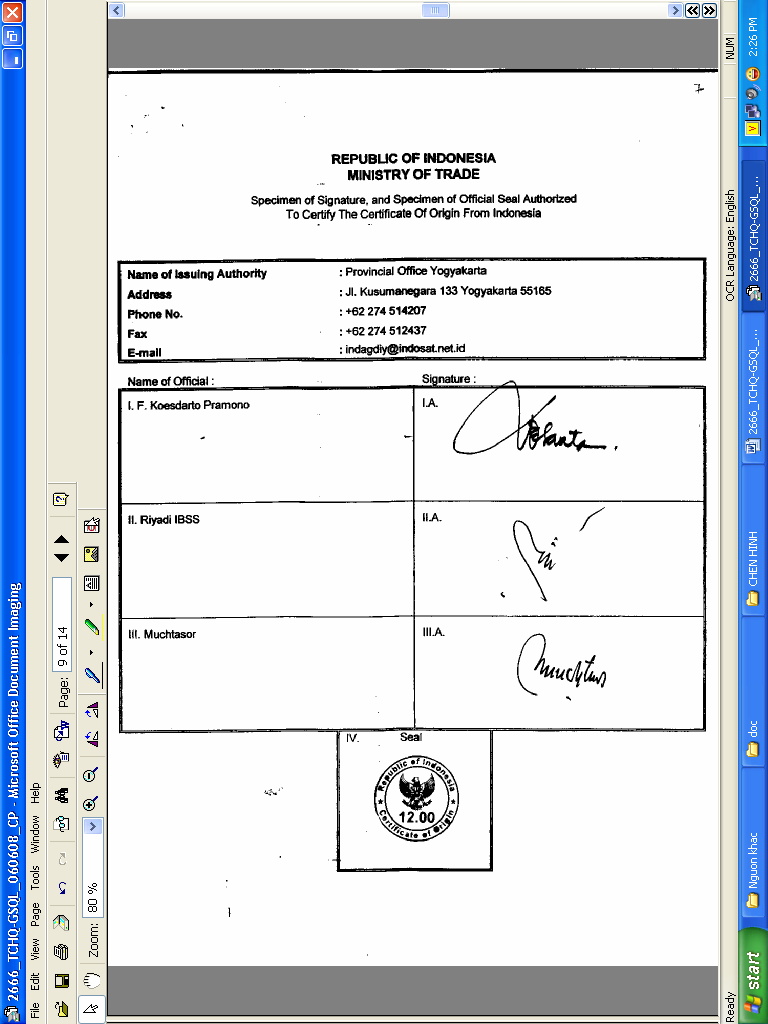 2666_TCHQ-GSQL_060608_CP - Microsoft Office Document Imaging
File Edit View Page Tools Window Help
Zoom: 80 %
Page: 9 of 14
7
REPUBLIC OF INDONESIA
MINISTRY OF TRADE
Specimen of Signature, and Specimen of Official Seal Authorized
To Certify The Certificate Of Origin From Indonesia
Name of Issuing Authority : Provincial Office Yogyakarta
Address : Jl. Kusumanegara 133 Yogyakarta 55165
Phone No. : +62 274 514207
Fax : +62 274 512437
E-mail : indagdiy@indosat.net.id
Name of Official : Signature :
I. F. Koesdarto Pramono I.A.
II. Riyadi IBSS II.A.
III. Muchtasor III.A.
IV. Seal
Republic of Indonesia
12.00
Certificate of Origin
Ready OCR Language: English NUM
start Nguon khac doc CHEN HINH 2666_TCHQ-GSQL_... 2666_TCHQ-GSQL_... V 2:26 PM